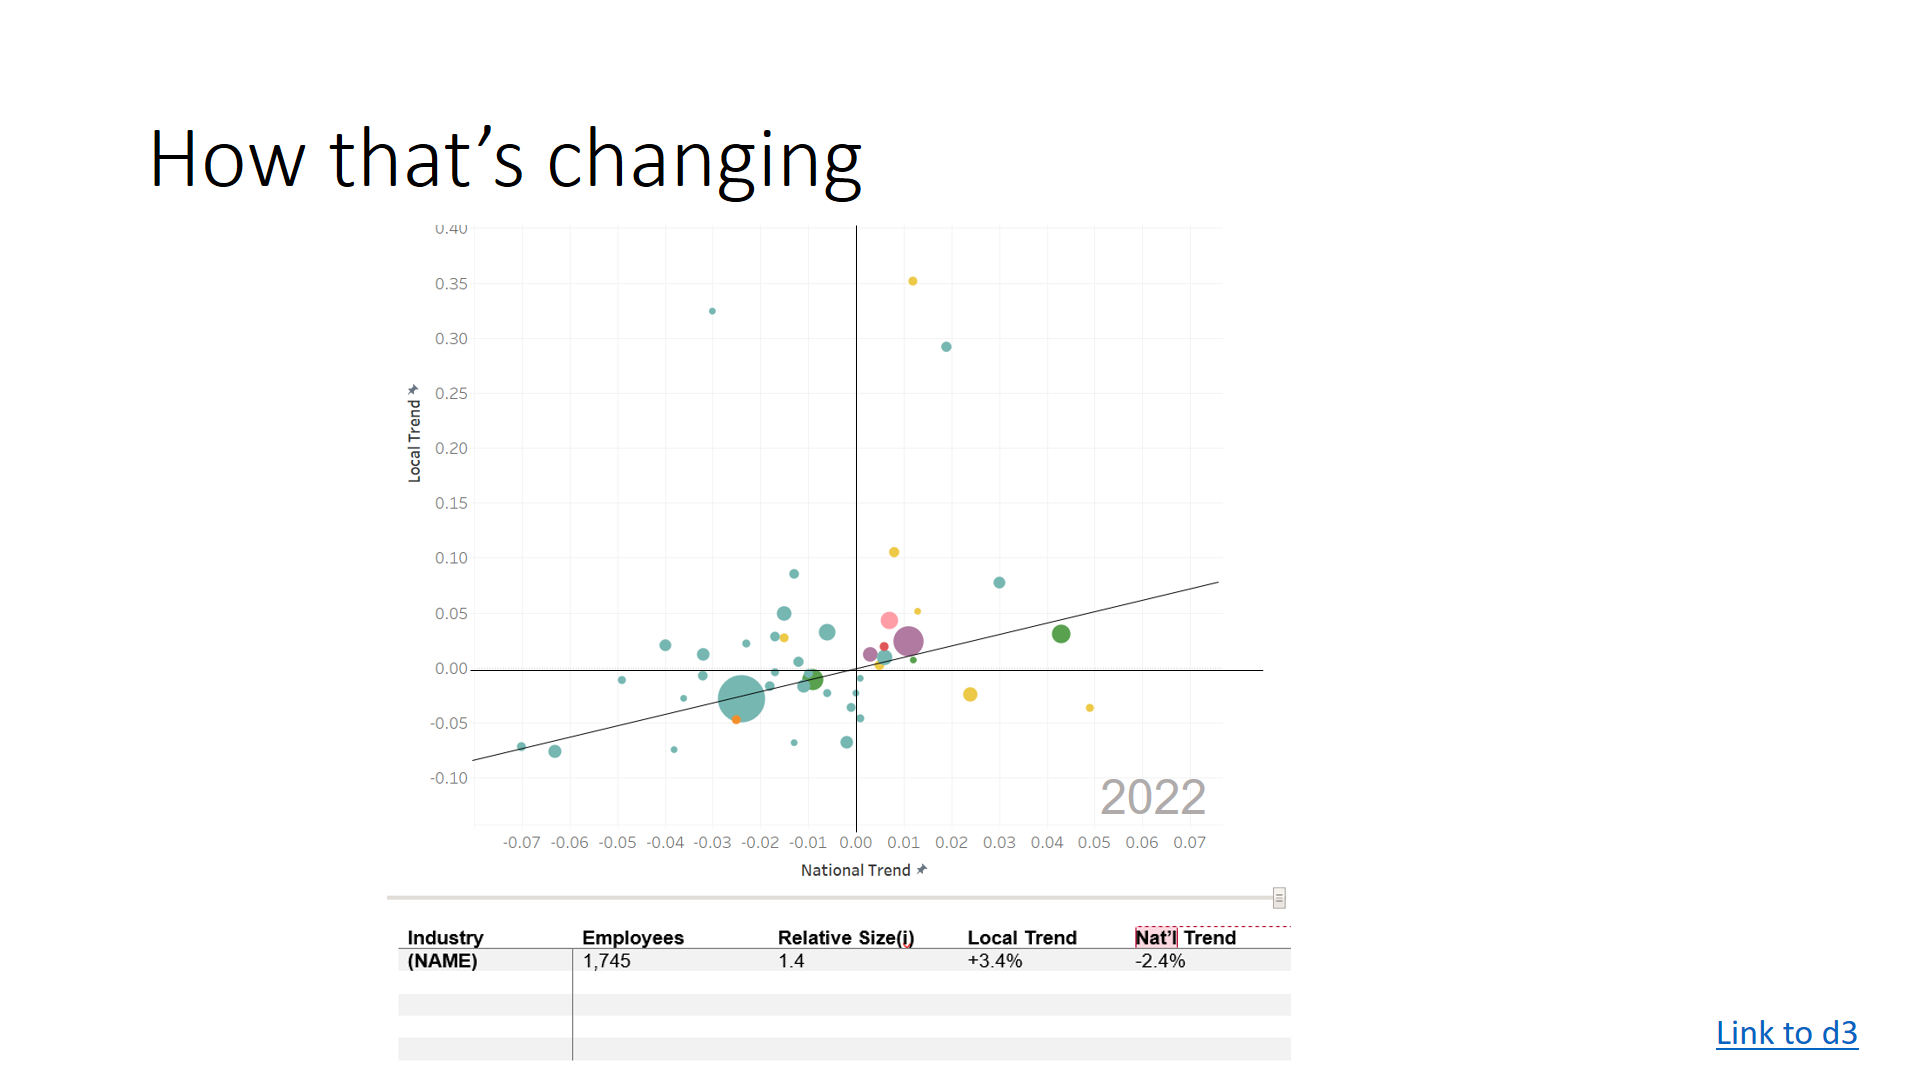 How that’s changing
0.40
0.35
0.30
0.25
0.20
0.15
0.10
0.05
0.00
-0.05
-0.10
Local Trend
2022
-0.07 -0.06 -0.05 -0.04 -0.03 -0.02 -0.01 0.00 0.01 0.02 0.03 0.04 0.05 0.06 0.07
National Trend
Industry Employees Relative Size(i) Local Trend Nat’l Trend
(NAME) 1,745 1.4 +3.4% -2.4%
Link to d3